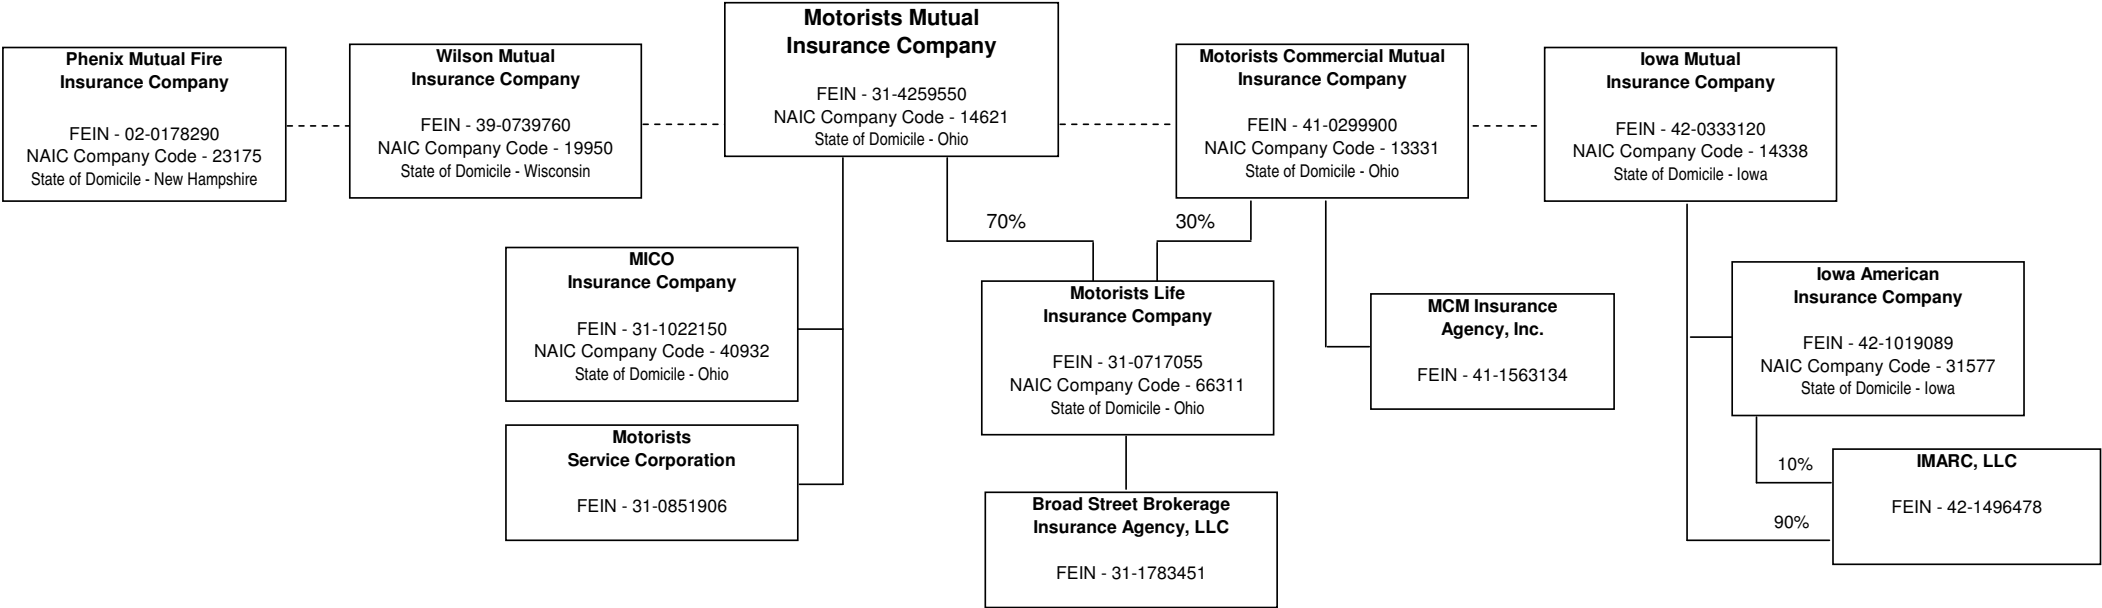 Phenix Mutual Fire
Insurance Company
FEIN - 02-0178290
NAIC Company Code - 23175
State of Domicile - New Hampshire
Wilson Mutual
Insurance Company
FEIN - 39-0739760
NAIC Company Code - 19950
State of Domicile - Wisconsin
Motorists Mutual
Insurance Company
FEIN - 31-4259550
NAIC Company Code - 14621
State of Domicile - Ohio
Motorists Commercial Mutual
Insurance Company
FEIN - 41-0299900
NAIC Company Code - 13331
State of Domicile - Ohio
Iowa Mutual
Insurance Company
FEIN - 42-0333120
NAIC Company Code - 14338
State of Domicile - Iowa
70%
30%
MICO
Insurance Company
FEIN - 31-1022150
NAIC Company Code - 40932
State of Domicile - Ohio
Motorists Life
Insurance Company
FEIN - 31-0717055
NAIC Company Code - 66311
State of Domicile - Ohio
MCM Insurance
Agency, Inc.
FEIN - 41-1563134
Iowa American
Insurance Company
FEIN - 42-1019089
NAIC Company Code - 31577
State of Domicile - Iowa
Motorists
Service Corporation
FEIN - 31-0851906
Broad Street Brokerage
Insurance Agency, LLC
FEIN - 31-1783451
10%
90%
IMARC, LLC
FEIN - 42-1496478